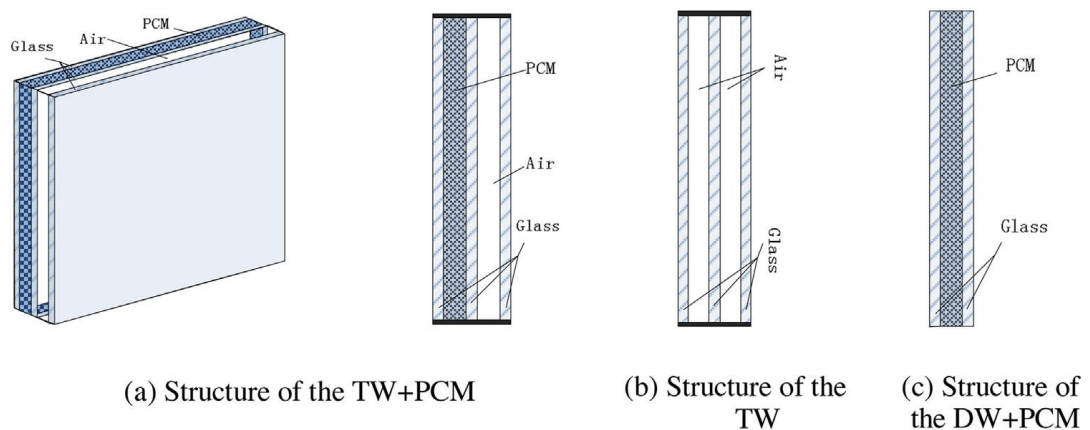 PCM
Air
Glass
PCM
Air
Glass
Air
Glass
PCM
Glass
(a) Structure of the TW+PCM
(b) Structure of the
TW
(c) Structure of
the DW+PCM